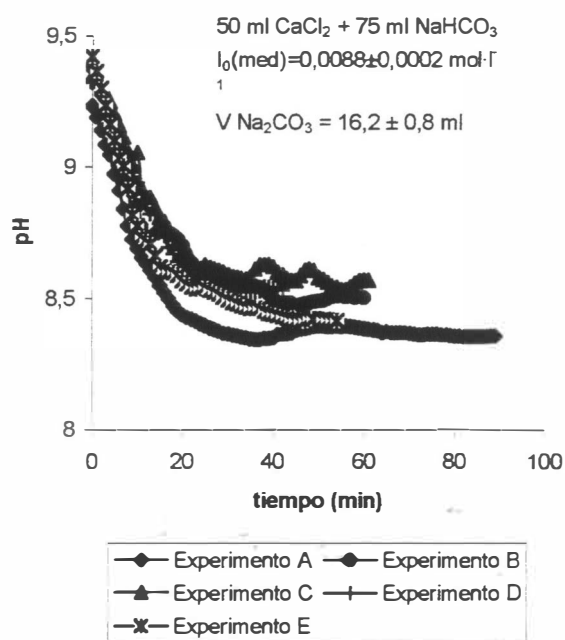 50 ml CaCl₂ + 75 ml NaHCO₃
I₀(med)=0,0088±0,0002 mol·l⁻
1
V Na₂CO₃ = 16,2 ± 0,8 ml
9,5
9
8,5
8
pH
0 20 40 60 80 100
tiempo (min)
Experimento A Experimento B
Experimento C Experimento D
Experimento E